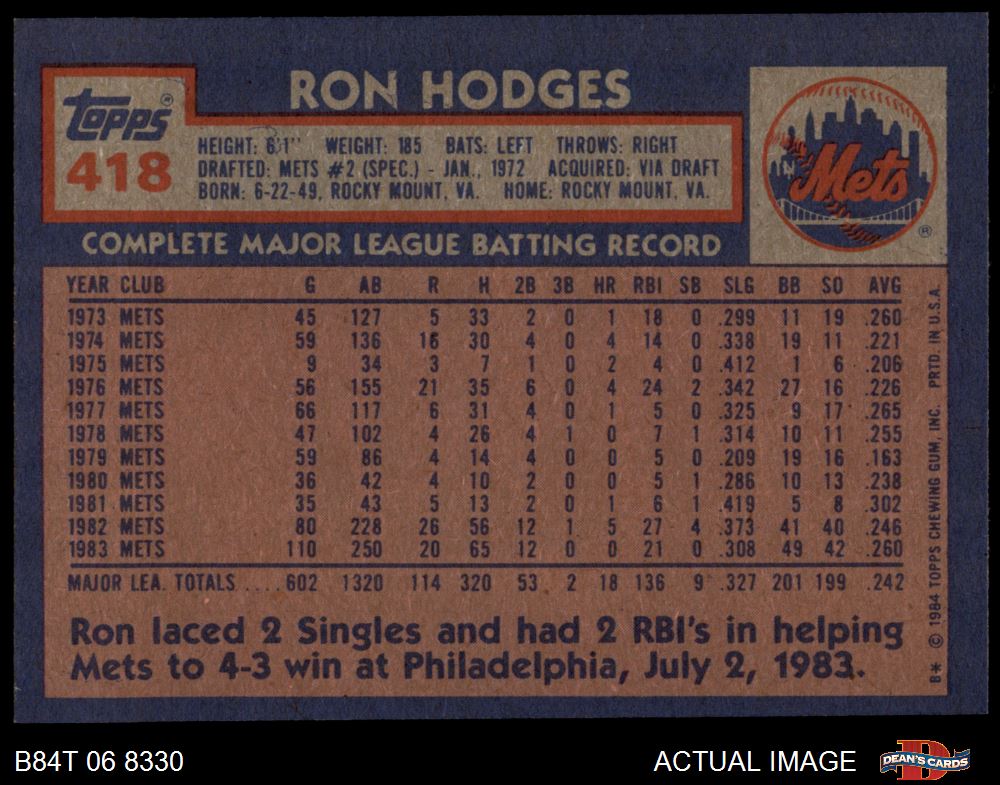 RON HODGES
Topps®
418
HEIGHT: 6'1" WEIGHT: 185 BATS: LEFT THROWS: RIGHT
DRAFTED: METS #2 (SPEC.) - JAN., 1972 ACQUIRED: VIA DRAFT
BORN: 6-22-49, ROCKY MOUNT, VA. HOME: ROCKY MOUNT, VA.
Mets
®
COMPLETE MAJOR LEAGUE BATTING RECORD
YEAR CLUB G AB R H 2B 3B HR RBI SB SLG BB SO AVG
1973 METS 45 127 5 33 2 0 1 18 0 .299 11 19 .260
1974 METS 59 136 16 30 4 0 4 14 0 .338 19 11 .221
1975 METS 9 34 3 7 1 0 2 4 0 .412 1 6 .206
1976 METS 56 155 21 35 6 0 4 24 2 .342 27 16 .226
1977 METS 66 117 6 31 4 0 1 5 0 .325 9 17 .265
1978 METS 47 102 4 26 4 1 0 7 1 .314 10 11 .255
1979 METS 59 86 4 14 4 0 0 5 0 .209 19 16 .163
1980 METS 36 42 4 10 2 0 0 5 1 .286 10 13 .238
1981 METS 35 43 5 13 2 0 1 6 1 .419 5 8 .302
1982 METS 80 228 26 56 12 1 5 27 4 .373 41 40 .246
1983 METS 110 250 20 65 12 0 0 21 0 .308 49 42 .260
MAJOR LEA. TOTALS ....602 1320 114 320 53 2 18 136 9 .327 201 199 .242
Ron laced 2 Singles and had 2 RBI's in helping
Mets to 4-3 win at Philadelphia, July 2, 1983.
B* © 1984 TOPPS CHEWING GUM, INC. PRTD. IN U.S.A.
B84T 06 8330
ACTUAL IMAGE
DEAN'S CARDS